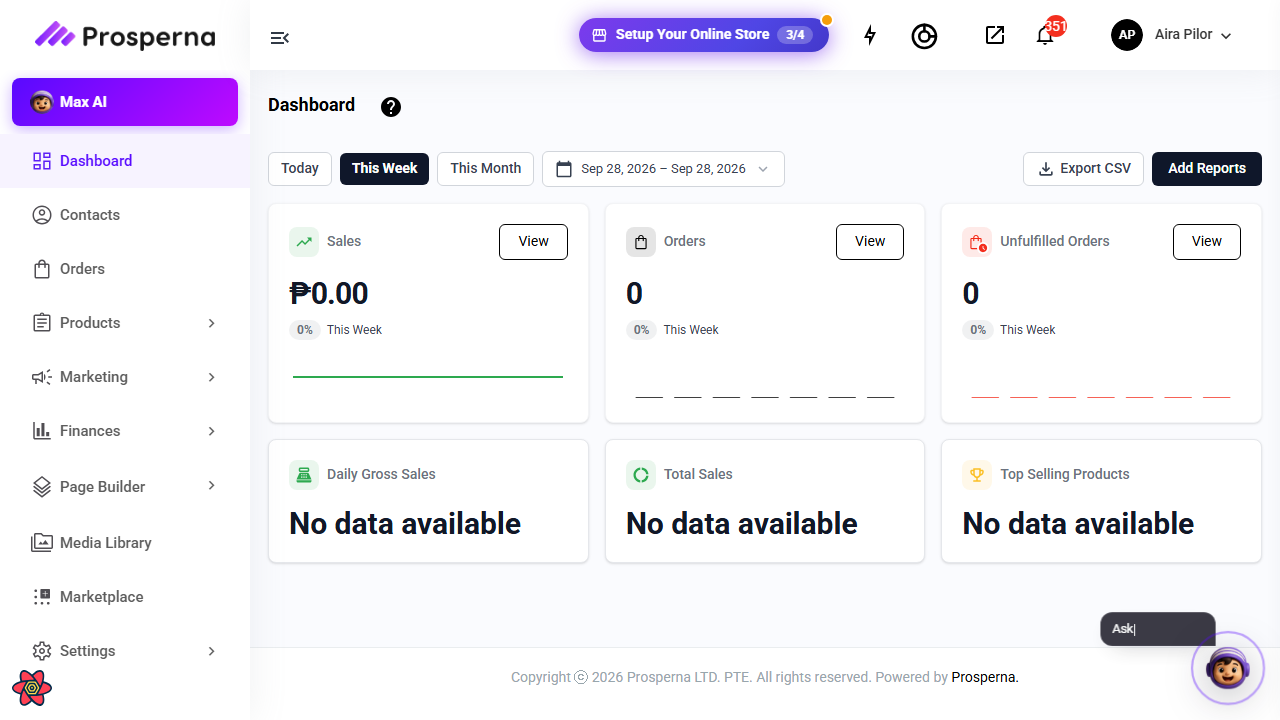 Prosperna
Setup Your Online Store 3/4
351
AP Aira Pilor
Max AI
Dashboard
Contacts
Orders
Products
Marketing
Finances
Page Builder
Media Library
Marketplace
Settings
Dashboard ?
Today This Week This Month Sep 28, 2026 – Sep 28, 2026 Export CSV Add Reports
Sales View
₱0.00
0% This Week
Orders View
0
0% This Week
Unfulfilled Orders View
0
0% This Week
Daily Gross Sales
No data available
Total Sales
No data available
Top Selling Products
No data available
Ask|
Copyright © 2026 Prosperna LTD. PTE. All rights reserved. Powered by Prosperna.